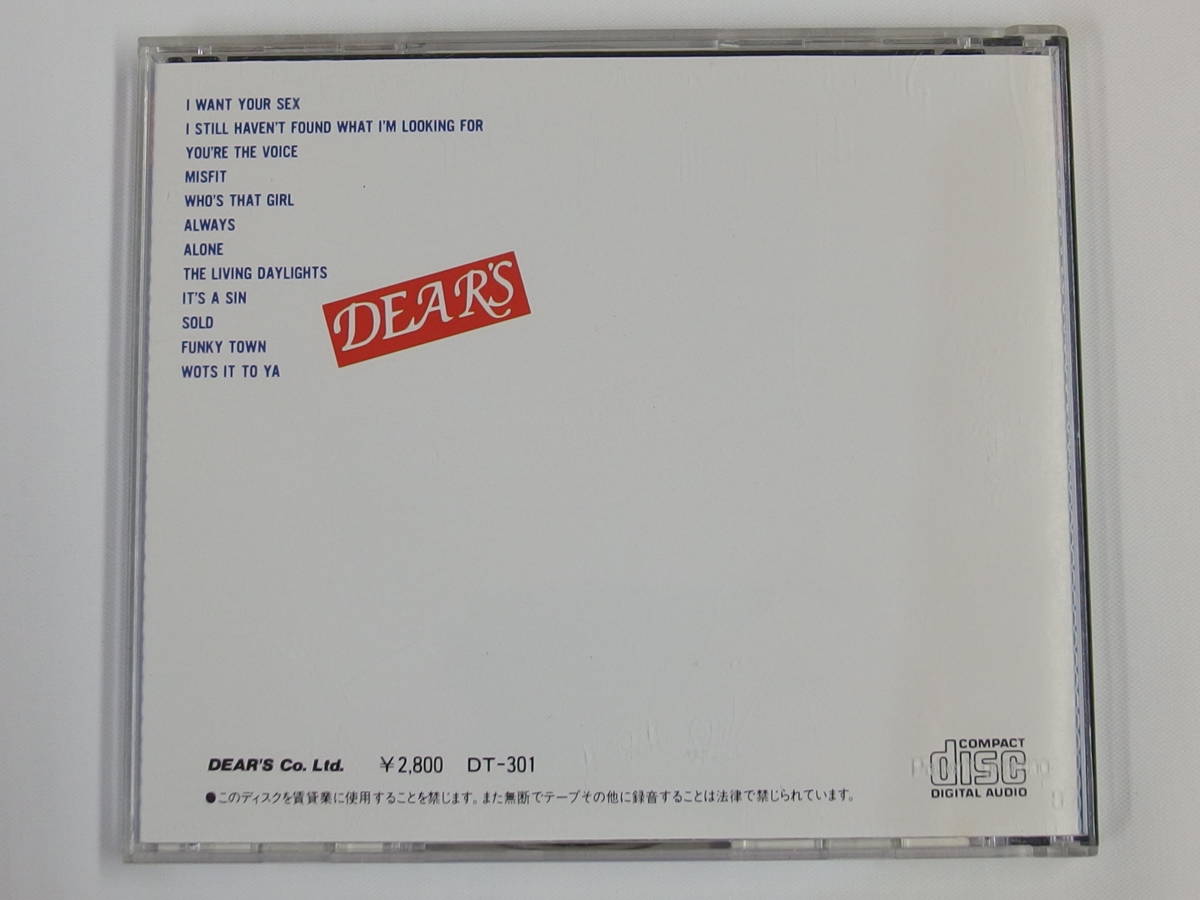 I WANT YOUR SEX
I STILL HAVEN'T FOUND WHAT I'M LOOKING FOR
YOU'RE THE VOICE
MISFIT
WHO'S THAT GIRL
ALWAYS
ALONE
THE LIVING DAYLIGHTS
IT'S A SIN
SOLD
FUNKY TOWN
WOTS IT TO YA
DEAR'S
DEAR'S Co. Ltd. ¥2,800 DT-301
●このディスクを賃貸業に使用することを禁じます。また無断でテープその他に録音することは法律で禁じられています。
COMPACT
disc
DIGITAL AUDIO